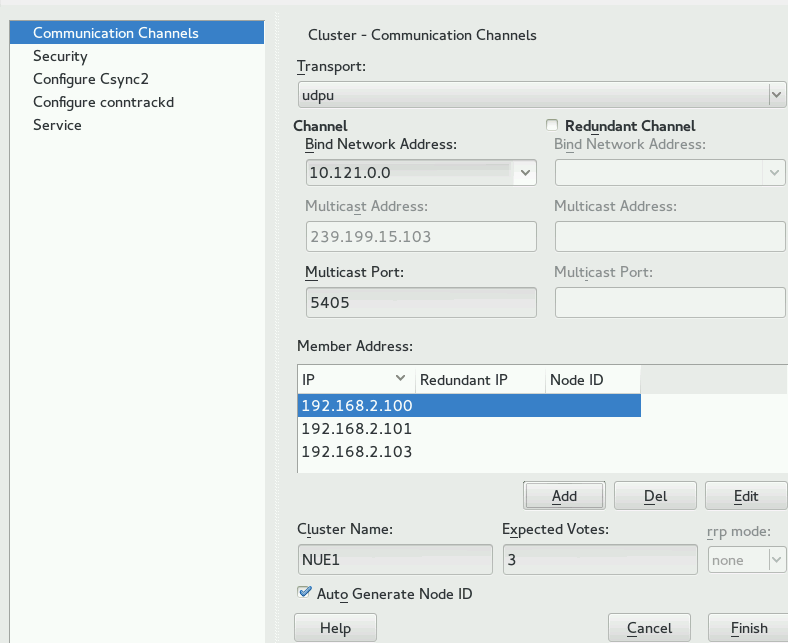 Communication Channels
Security
Configure Csync2
Configure conntrackd
Service
Cluster - Communication Channels
Transport:
udpu
Channel
Redundant Channel
Bind Network Address:
Bind Network Address:
10.121.0.0
Multicast Address:
Multicast Address:
239.199.15.103
Multicast Port:
Multicast Port:
5405
Member Address:
IP Redundant IP Node ID
192.168.2.100
192.168.2.101
192.168.2.103
Add Del Edit
Cluster Name:
Expected Votes:
rrp mode:
NUE1
3
none
Auto Generate Node ID
Help Cancel Finish